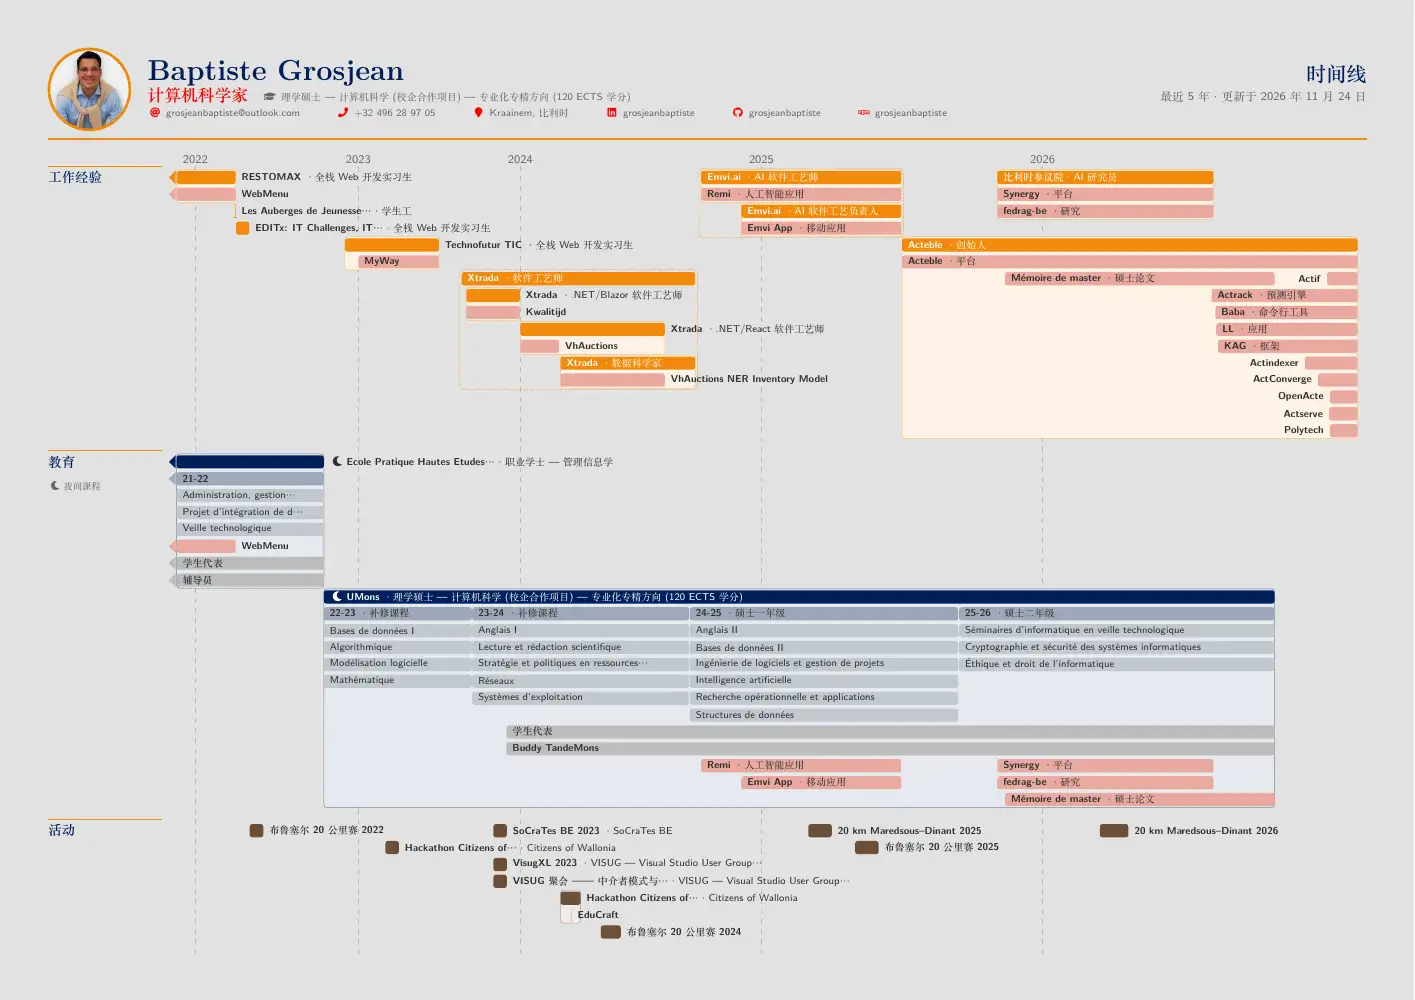 Baptiste Grosjean
时间线
计算机科学家 理学硕士 — 计算机科学 (校企合作项目) — 专业化专精方向 (120 ECTS 学分)
最近 5 年 · 更新于 2026 年 11 月 24 日
grosjeanbaptiste@outlook.com +32 496 28 97 05 Kraainem, 比利时 grosjeanbaptiste grosjeanbaptiste grosjeanbaptiste
2022 2023 2024 2025 2026
工作经验
RESTOMAX · 全栈 Web 开发实习生
Emvi.ai · AI 软件工艺师
比利时参议院 · AI 研究员
WebMenu
Remi · 人工智能应用
Synergy · 平台
Les Auberges de Jeunesse… · 学生工
Emvi.ai · AI 软件工艺负责人
fedrag-be · 研究
EDITx: IT Challenges, IT… · 全栈 Web 开发实习生
Emvi App · 移动应用
Technofutur TIC · 全栈 Web 开发实习生
Acteble · 创始人
MyWay
Acteble · 平台
Xtrada · 软件工艺师
Mémoire de master · 硕士论文
Actif
Xtrada · .NET/Blazor 软件工艺师
Actrack · 预测引擎
Kwalitijd
Baba · 命令行工具
Xtrada · .NET/React 软件工艺师
LL · 应用
VhAuctions
KAG · 框架
Xtrada · 数据科学家
Actindexer
VhAuctions NER Inventory Model
ActConverge
OpenActe
Actserve
Polytech
教育
Ecole Pratique Hautes Etudes… · 职业学士 — 管理信息学
夜间课程
21-22
Administration, gestion…
Projet d'intégration de d…
Veille technologique
WebMenu
学生代表
辅导员
UMons · 理学硕士 — 计算机科学 (校企合作项目) — 专业化专精方向 (120 ECTS 学分)
22-23 · 补修课程 23-24 · 补修课程 24-25 · 硕士一年级 25-26 · 硕士二年级
Bases de données I Anglais I Anglais II Séminaires d'informatique en veille technologique
Algorithmique Lecture et rédaction scientifique Bases de données II Cryptographie et sécurité des systèmes informatiques
Modélisation logicielle Stratégie et politiques en ressources… Ingénierie de logiciels et gestion de projets Éthique et droit de l'informatique
Mathématique Réseaux Intelligence artificielle
Systèmes d'exploitation Recherche opérationnelle et applications
Structures de données
学生代表
Buddy TandeMons
Remi · 人工智能应用 Synergy · 平台
Emvi App · 移动应用 fedrag-be · 研究
Mémoire de master · 硕士论文
活动
布鲁塞尔 20 公里赛 2022
SoCraTes BE 2023 · SoCraTes BE
20 km Maredsous–Dinant 2025
20 km Maredsous–Dinant 2026
Hackathon Citizens of… · Citizens of Wallonia
布鲁塞尔 20 公里赛 2025
VisugXL 2023 · VISUG — Visual Studio User Group…
VISUG 聚会 —— 中介者模式与… · VISUG — Visual Studio User Group…
Hackathon Citizens of… · Citizens of Wallonia
EduCraft
布鲁塞尔 20 公里赛 2024